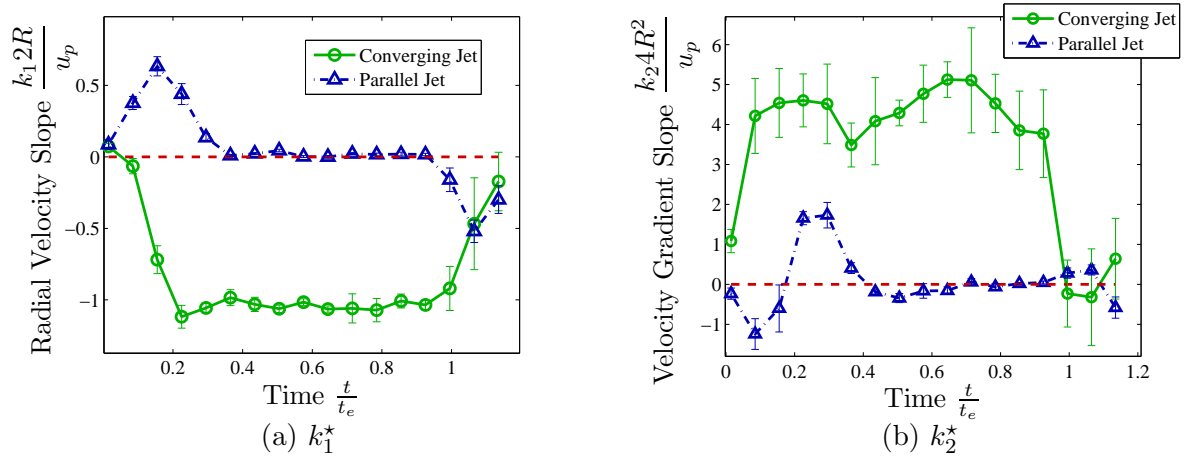 Radial Velocity Slope k₁2R/u_p
0.5
0
−0.5
−1
0.2
0.4
0.6
0.8
1
Converging Jet
Parallel Jet
Time t/t_e
(a) k₁⋆
Velocity Gradient Slope k₂4R²/u_p
6
5
4
3
2
1
0
−1
0
0.2
0.4
0.6
0.8
1
1.2
Converging Jet
Parallel Jet
Time t/t_e
(b) k₂⋆